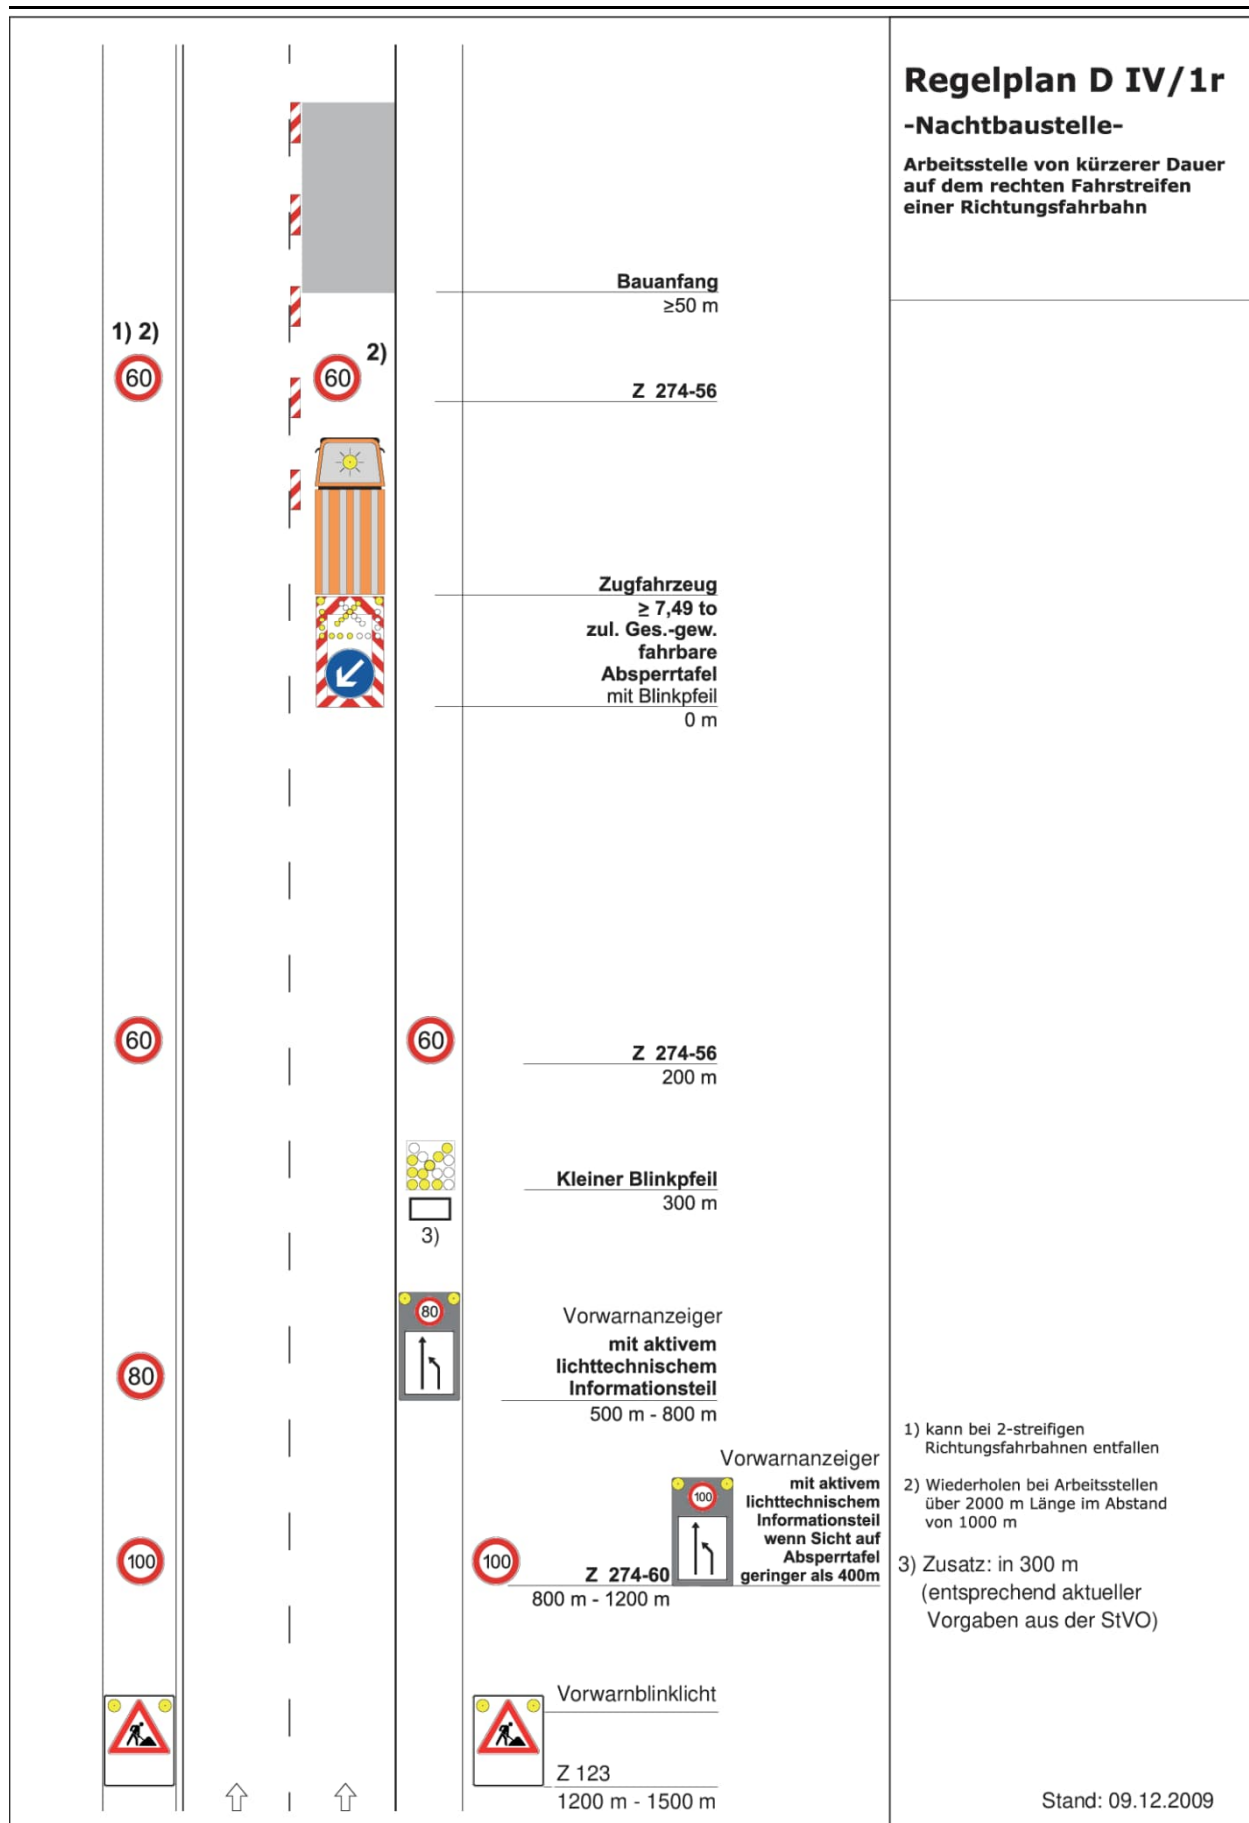 Regelplan D IV/1r
-Nachtbaustelle-
Arbeitsstelle von kürzerer Dauer
auf dem rechten Fahrstreifen
einer Richtungsfahrbahn
Bauanfang
≥50 m
1) 2)
60
60
2)
Z 274-56
Zugfahrzeug
≥ 7,49 to
zul. Ges.-gew.
fahrbare
Absperrtafel
mit Blinkpfeil
0 m
60
60
Z 274-56
200 m
Kleiner Blinkpfeil
300 m
3)
80
80
Vorwarnanzeiger
mit aktivem
lichttechnischem
Informationsteil
500 m - 800 m
100
100
Z 274-60
800 m - 1200 m
100
Vorwarnanzeiger
mit aktivem
lichttechnischem
Informationsteil
wenn Sicht auf
Absperrtafel
geringer als 400m
Vorwarnblinklicht
Z 123
1200 m - 1500 m
1) kann bei 2-streifigen
Richtungsfahrbahnen entfallen
2) Wiederholen bei Arbeitsstellen
über 2000 m Länge im Abstand
von 1000 m
3) Zusatz: in 300 m
(entsprechend aktueller
Vorgaben aus der StVO)
Stand: 09.12.2009